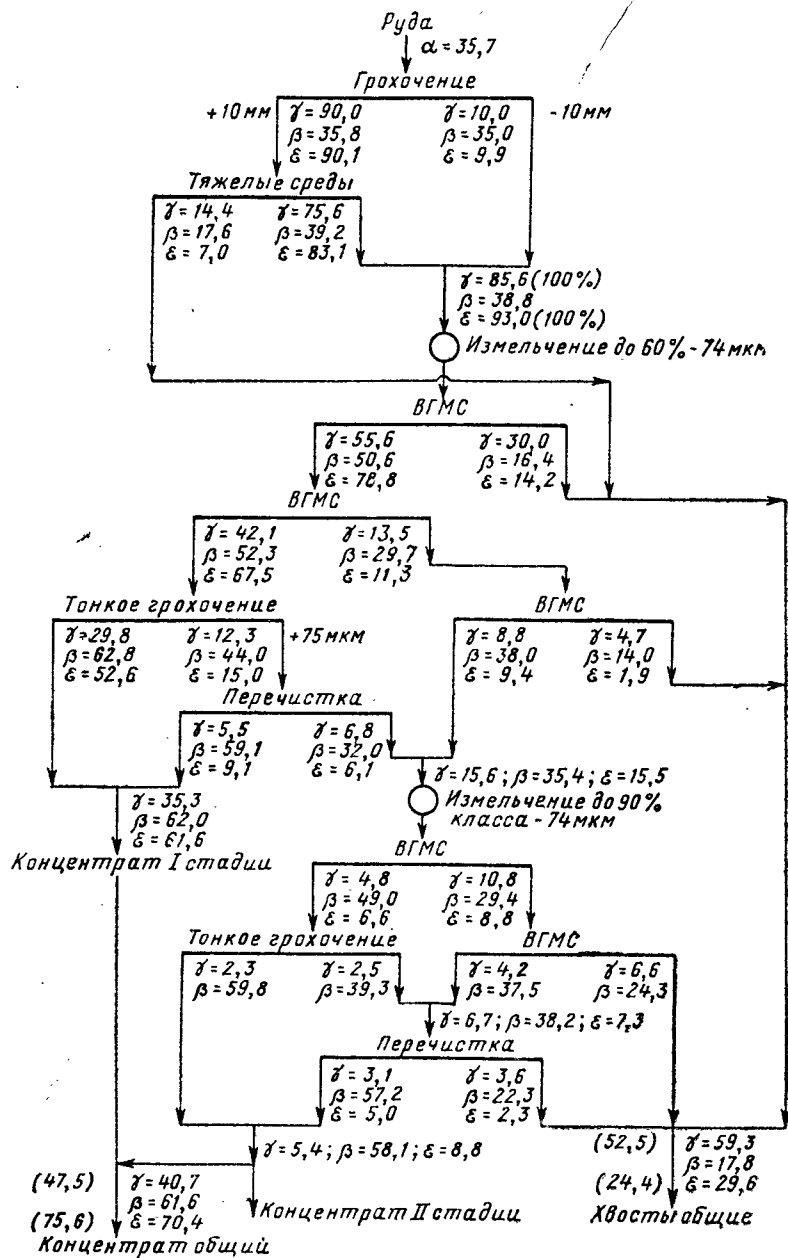 Руда
α=35,7
Грохочение
+10мм
γ=90,0
β=35,8
ε=90,1
γ=10,0
β=35,0
ε=9,9
-10мм
Тяжелые среды
γ=14,4
β=17,6
ε=7,0
γ=75,6
β=39,2
ε=83,1
γ=85,6(100%)
β=38,8
ε=93,0(100%)
Измельчение до 60%-74мкм
ВГМС
γ=55,6
β=50,6
ε=78,8
γ=30,0
β=16,4
ε=14,2
ВГМС
γ=42,1
β=52,3
ε=67,5
γ=13,5
β=29,7
ε=11,3
Тонкое грохочение
ВГМС
γ=29,8
β=62,8
ε=52,6
γ=12,3
β=44,0
ε=15,0
+75мкм
γ=8,8
β=38,0
ε=9,4
γ=4,7
β=14,0
ε=1,9
Перечистка
γ=5,5
β=59,1
ε=9,1
γ=6,8
β=32,0
ε=6,1
γ=15,6; β=35,4; ε=15,5
γ=35,3
β=62,0
ε=61,6
Измельчение до 90%
класса-74мкм
Концентрат I стадии
ВГМС
γ=4,8
β=49,0
ε=6,6
γ=10,8
β=29,4
ε=8,8
Тонкое грохочение
ВГМС
γ=2,3
β=59,8
γ=2,5
β=39,3
γ=4,2
β=37,5
γ=6,6
β=24,3
γ=6,7; β=38,2; ε=7,3
Перечистка
γ=3,1
β=57,2
ε=5,0
γ=3,6
β=22,3
ε=2,3
γ=5,4; β=58,1; ε=8,8
(52,5)
γ=59,3
β=17,8
(24,4)
ε=29,6
(47,5)
γ=40,7
β=61,6
(75,6)
ε=70,4
Концентрат II стадии
Хвосты общие
Концентрат общий